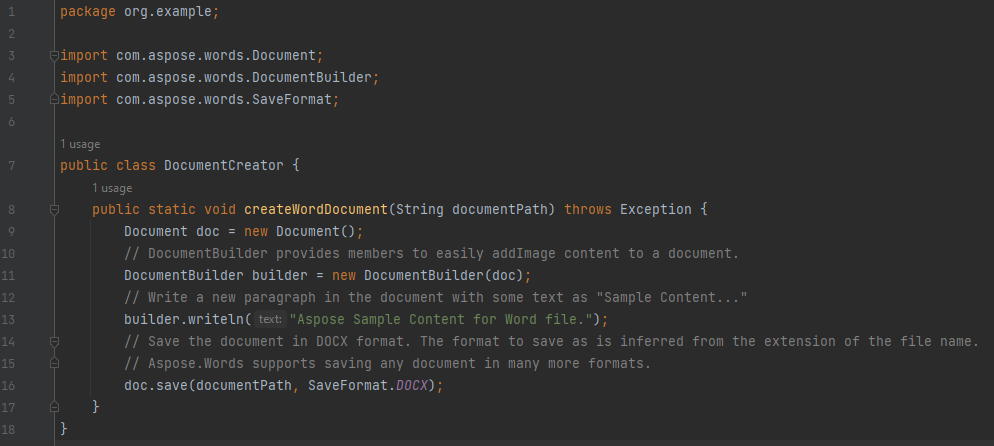 1 package org.example;
2
3 import com.aspose.words.Document;
4 import com.aspose.words.DocumentBuilder;
5 import com.aspose.words.SaveFormat;
6
1 usage
7 public class DocumentCreator {
1 usage
8 public static void createWordDocument(String documentPath) throws Exception {
9 Document doc = new Document();
10 // DocumentBuilder provides members to easily addImage content to a document.
11 DocumentBuilder builder = new DocumentBuilder(doc);
12 // Write a new paragraph in the document with some text as "Sample Content..."
13 builder.writeln( text: "Aspose Sample Content for Word file.");
14 // Save the document in DOCX format. The format to save as is inferred from the extension of the file name.
15 // Aspose.Words supports saving any document in many more formats.
16 doc.save(documentPath, SaveFormat.DOCX);
17 }
18 }